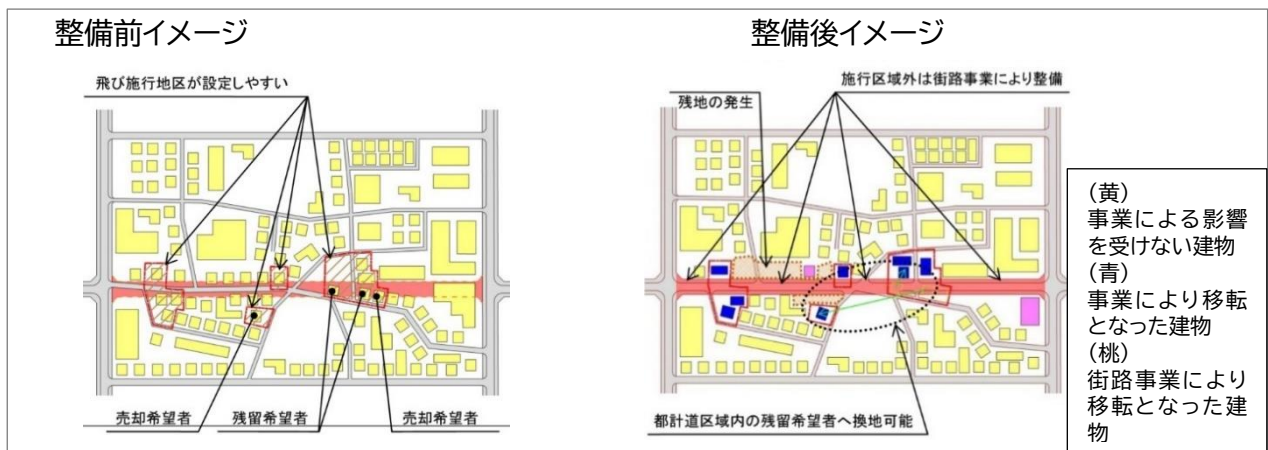 整備前イメージ
飛び施行地区が設定しやすい
売却希望者
残留希望者
売却希望者
整備後イメージ
施行区域外は街路事業により整備
残地の発生
都計道区域内の残留希望者へ換地可能
(黄)
事業による影響
を受けない建物
(青)
事業により移転
となった建物
(桃)
街路事業により
移転となった建
物